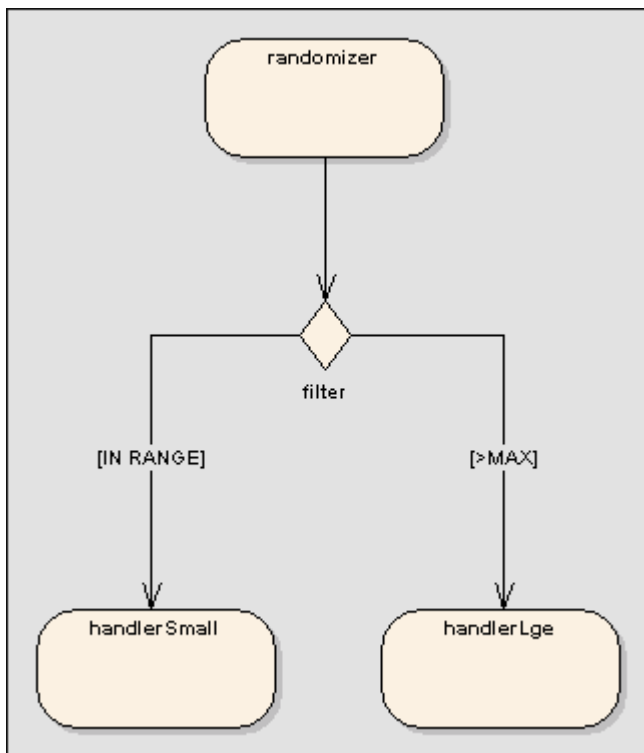 randomizer
filter
[IN RANGE]
[>MAX]
handlerSmall
handlerLge